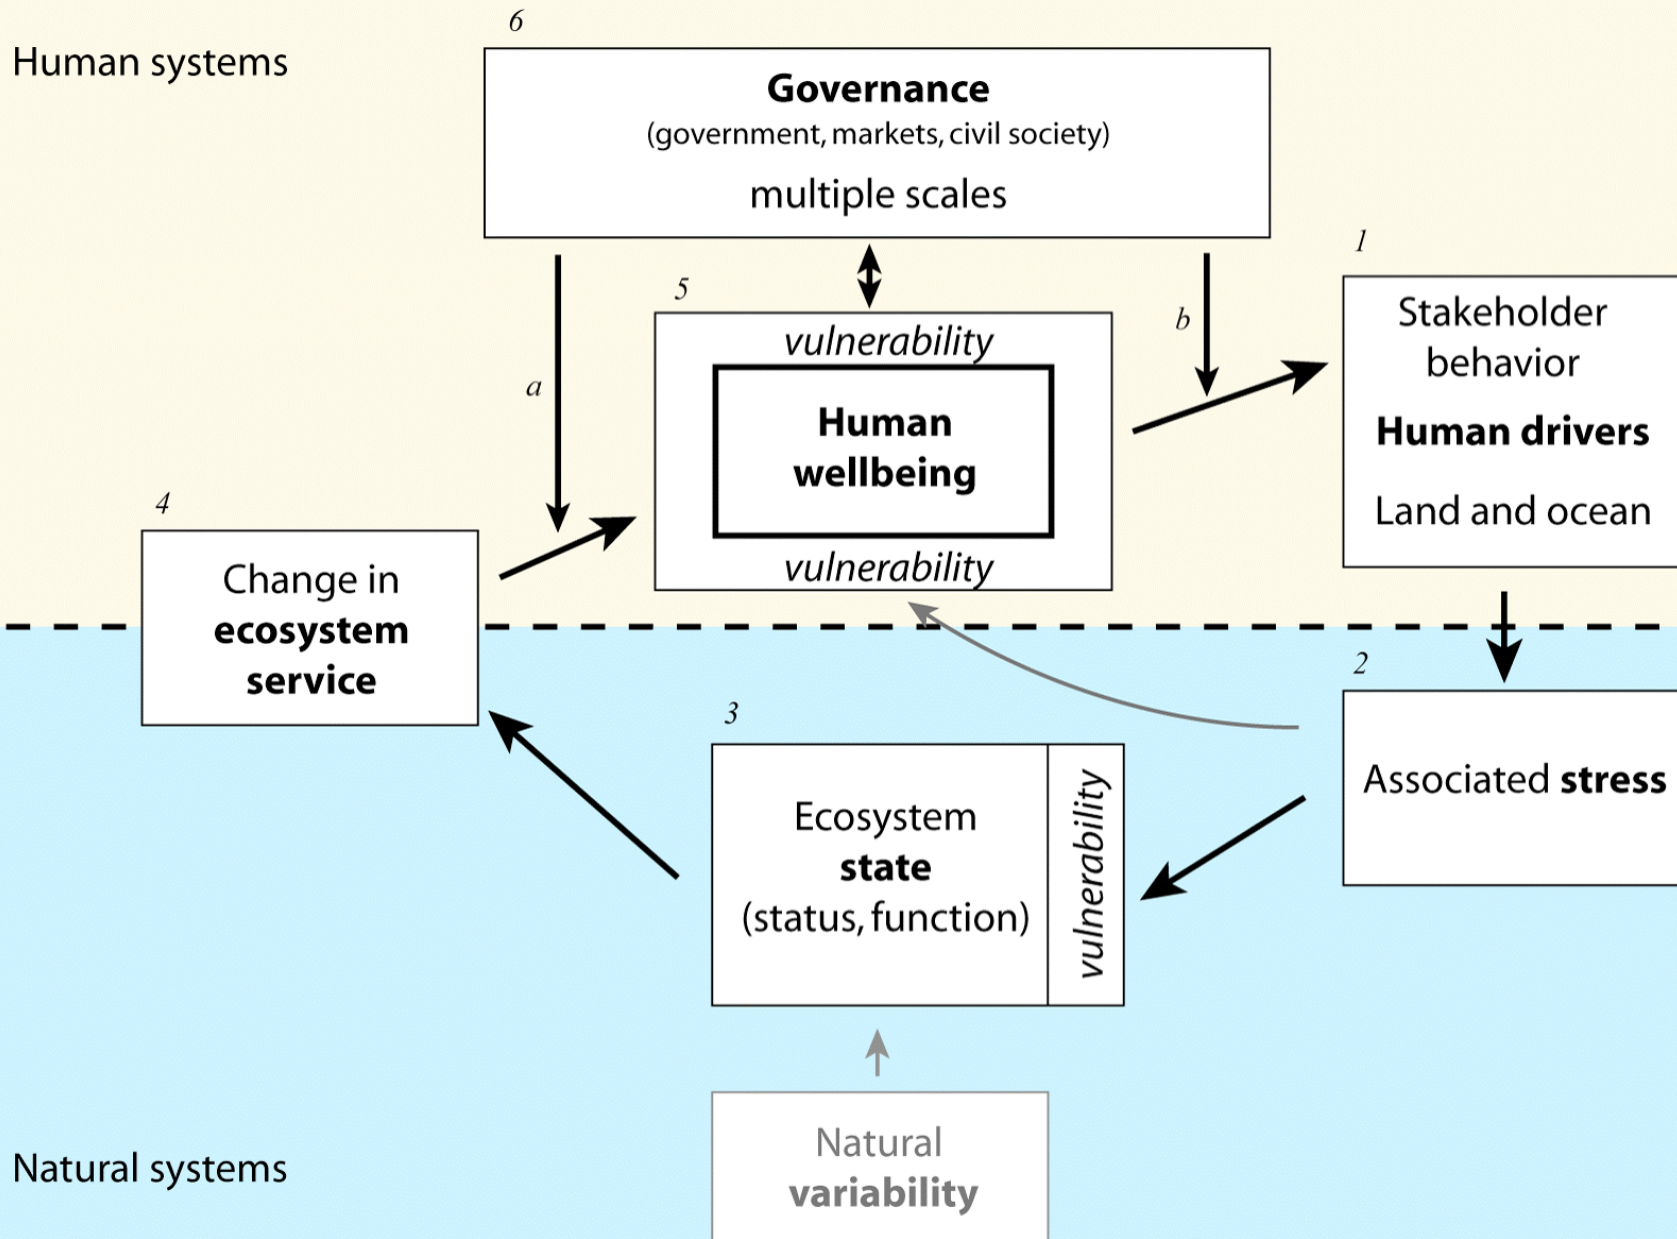 6
Human systems
Governance
(government, markets, civil society)
multiple scales
1
5
Stakeholder
behavior
b
vulnerability
a
Human
wellbeing
Human drivers
Land and ocean
4
Change in
ecosystem
service
vulnerability
2
3
Associated stress
Ecosystem
state
(status, function)
vulnerability
Natural systems
Natural
variability